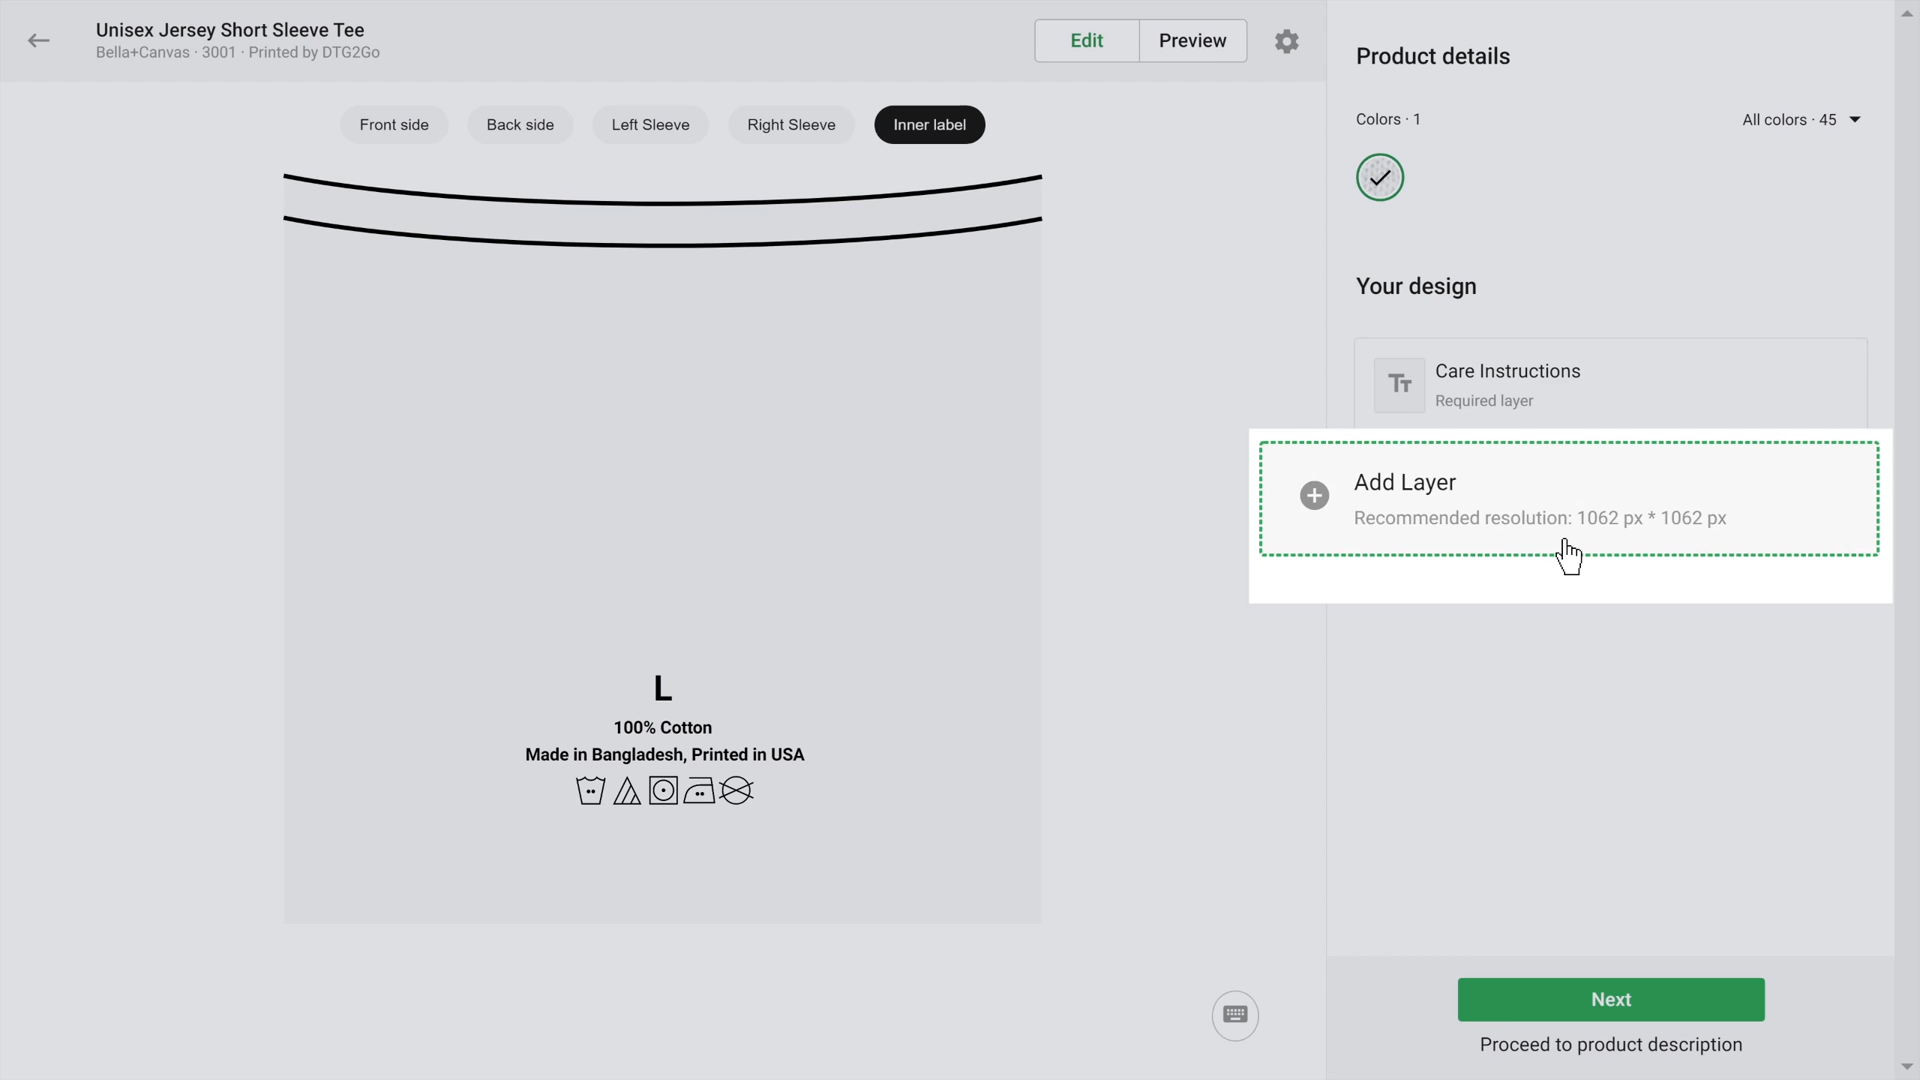 Unisex Jersey Short Sleeve Tee
Bella+Canvas · 3001 · Printed by DTG2Go
Edit
Preview
Front side
Back side
Left Sleeve
Right Sleeve
Inner label
L
100% Cotton
Made in Bangladesh, Printed in USA
Product details
Colors · 1
All colors · 45
Your design
Tт
Care Instructions
Required layer
Add Layer
Recommended resolution: 1062 px * 1062 px
Next
Proceed to product description